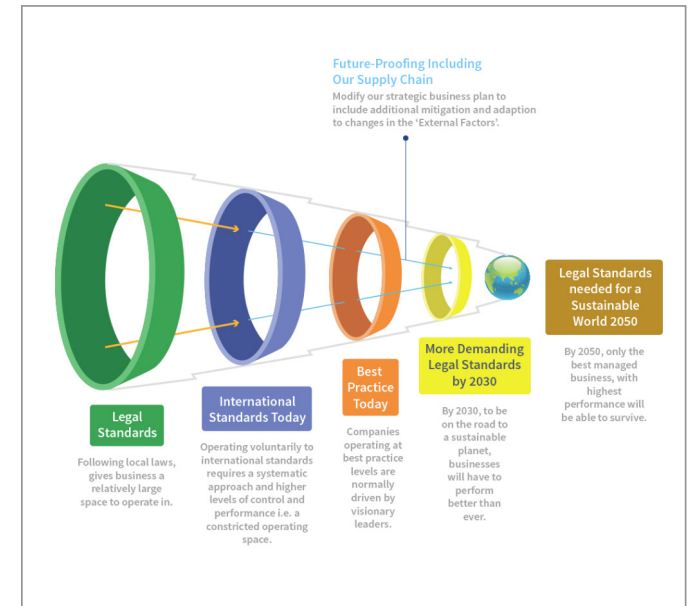 Future-Proofing Including
Our Supply Chain
Modify our strategic business plan to
include additional mitigation and adaption
to changes in the ‘External Factors’.
Legal
Standards
Following local laws,
gives business a
relatively large
space to operate in.
International
Standards Today
Operating voluntarily to
international standards
requires a systematic
approach and higher
levels of control and
performance i.e. a
constricted operating
space.
Best
Practice
Today
Companies
operating at
best practice
levels are
normally
driven by
visionary
leaders.
More Demanding
Legal Standards
by 2030
By 2030, to be
on the road to
a sustainable
planet,
businesses
will have to
perform
better than
ever.
Legal Standards
needed for a
Sustainable
World 2050
By 2050, only the
best managed
business, with
highest
performance will
be able to survive.